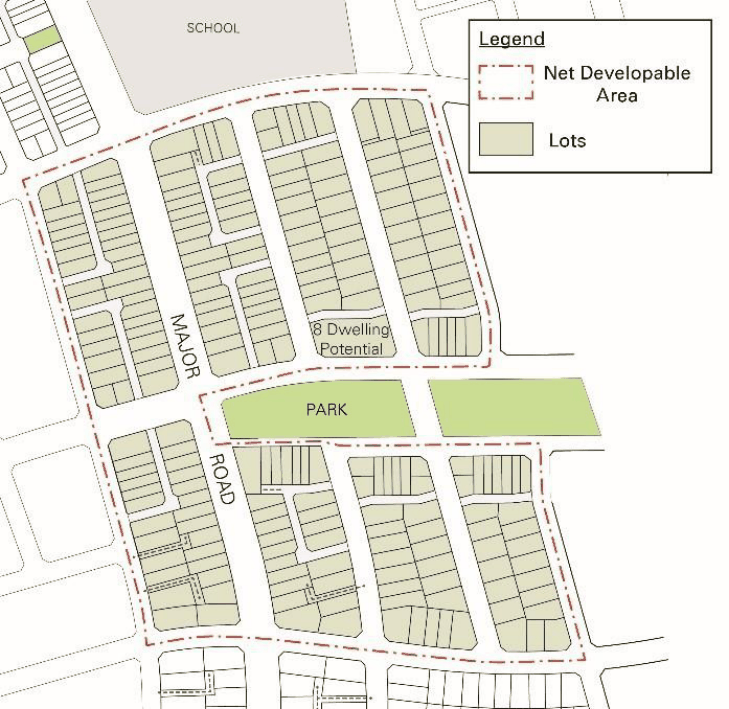 SCHOOL
Legend
Net Developable
Area
Lots
MAJOR
8 Dwelling
Potential
PARK
ROAD